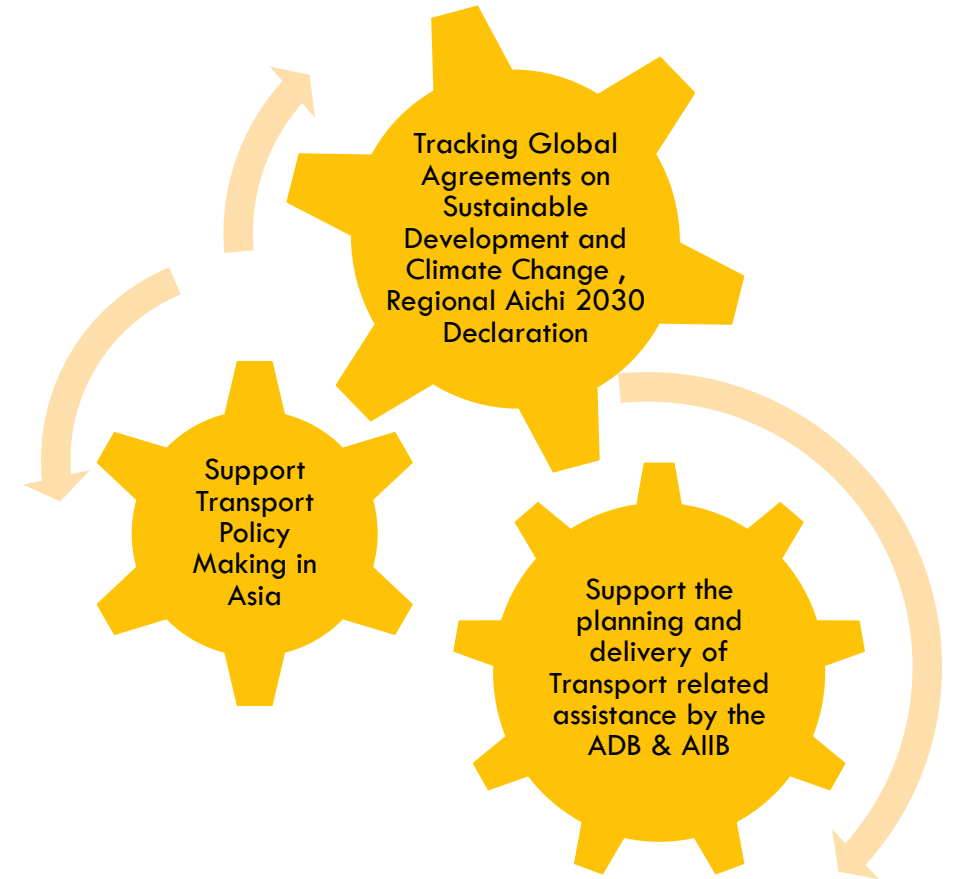 Tracking Global
Agreements on
Sustainable
Development and
Climate Change ,
Regional Aichi 2030
Declaration
Support
Transport
Policy
Making in
Asia
Support the
planning and
delivery of
Transport related
assistance by the
ADB & AIIB